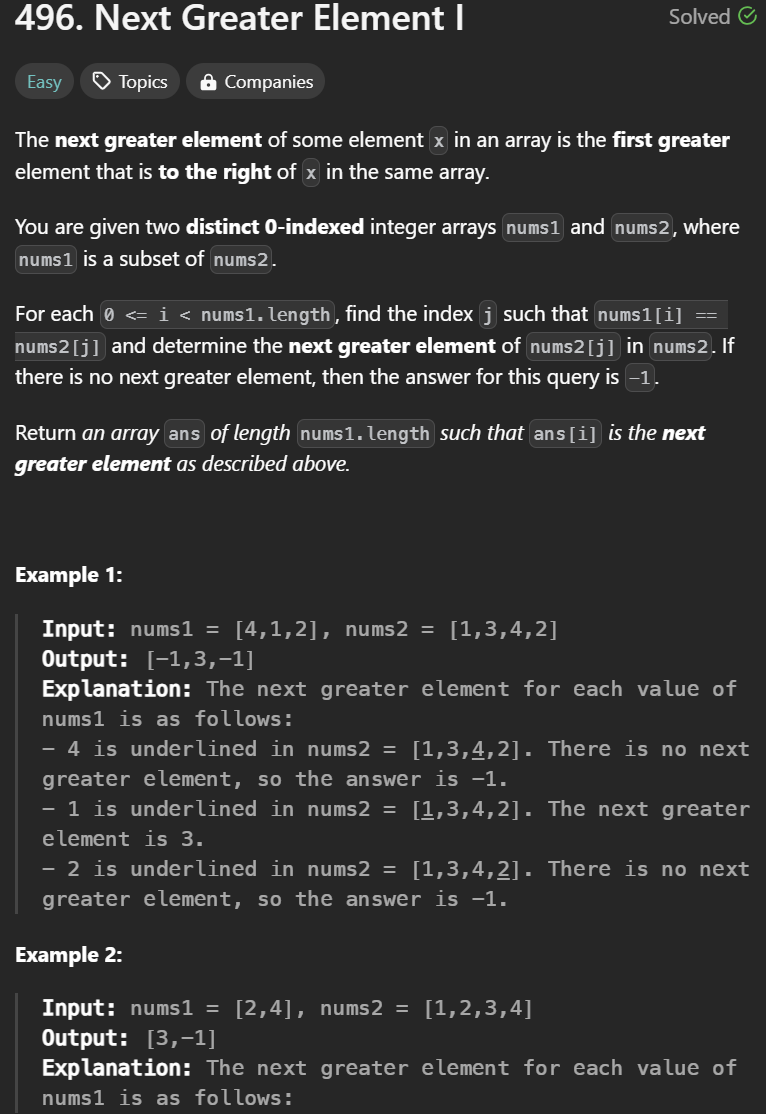 496. Next Greater Element I
Solved
Easy
Topics
Companies
The next greater element of some element x in an array is the first greater
element that is to the right of x in the same array.
You are given two distinct 0-indexed integer arrays nums1 and nums2, where
nums1 is a subset of nums2.
For each 0 <= i < nums1.length, find the index j such that nums1[i] ==
nums2[j] and determine the next greater element of nums2[j] in nums2. If
there is no next greater element, then the answer for this query is -1.
Return an array ans of length nums1.length such that ans[i] is the next
greater element as described above.
Example 1:
Input: nums1 = [4,1,2], nums2 = [1,3,4,2]
Output: [-1,3,-1]
Explanation: The next greater element for each value of
nums1 is as follows:
- 4 is underlined in nums2 = [1,3,4,2]. There is no next
greater element, so the answer is -1.
- 1 is underlined in nums2 = [1,3,4,2]. The next greater
element is 3.
- 2 is underlined in nums2 = [1,3,4,2]. There is no next
greater element, so the answer is -1.
Example 2:
Input: nums1 = [2,4], nums2 = [1,2,3,4]
Output: [3,-1]
Explanation: The next greater element for each value of
nums1 is as follows: